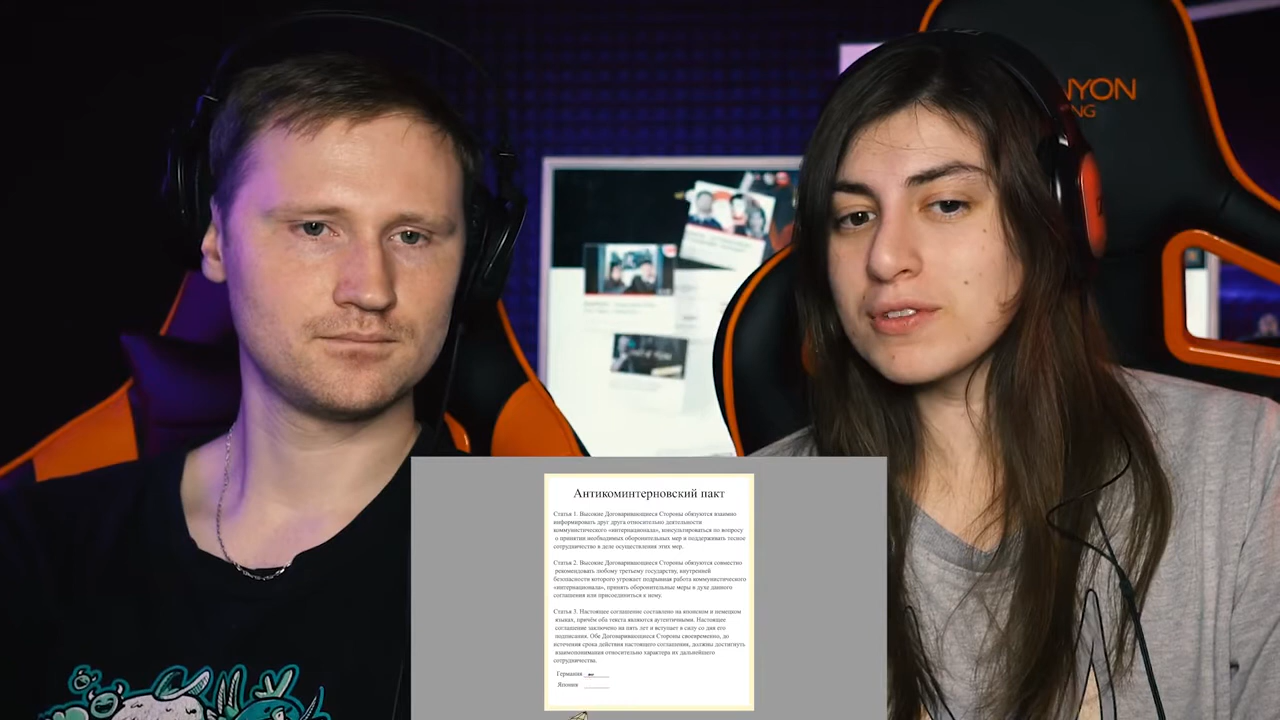 NYON
NG
Антикоминтерновский пакт
Статья 1. Высокие Договаривающиеся Стороны обязуются взаимно
информировать друг друга относительно деятельности
коммунистического «интернационала», консультироваться по вопросу
о принятии необходимых оборонительных мер и поддерживать тесное
сотрудничество в деле осуществления этих мер.
Статья 2. Высокие Договаривающиеся Стороны обязуются совместно
рекомендовать любому третьему государству, внутренней
безопасности которого угрожает подрывная работа коммунистического
«интернационала», принять оборонительные меры в духе данного
соглашения или присоединиться к нему.
Статья 3. Настоящее соглашение составлено на японском и немецком
языках, причём оба текста являются аутентичными. Настоящее
соглашение заключено на пять лет и вступает в силу со дня его
подписания. Обе Договаривающиеся Стороны своевременно, до
истечения срока действия настоящего соглашения, должны достигнуть
взаимопонимания относительно характера их дальнейшего
сотрудничества.
Германия
Япония